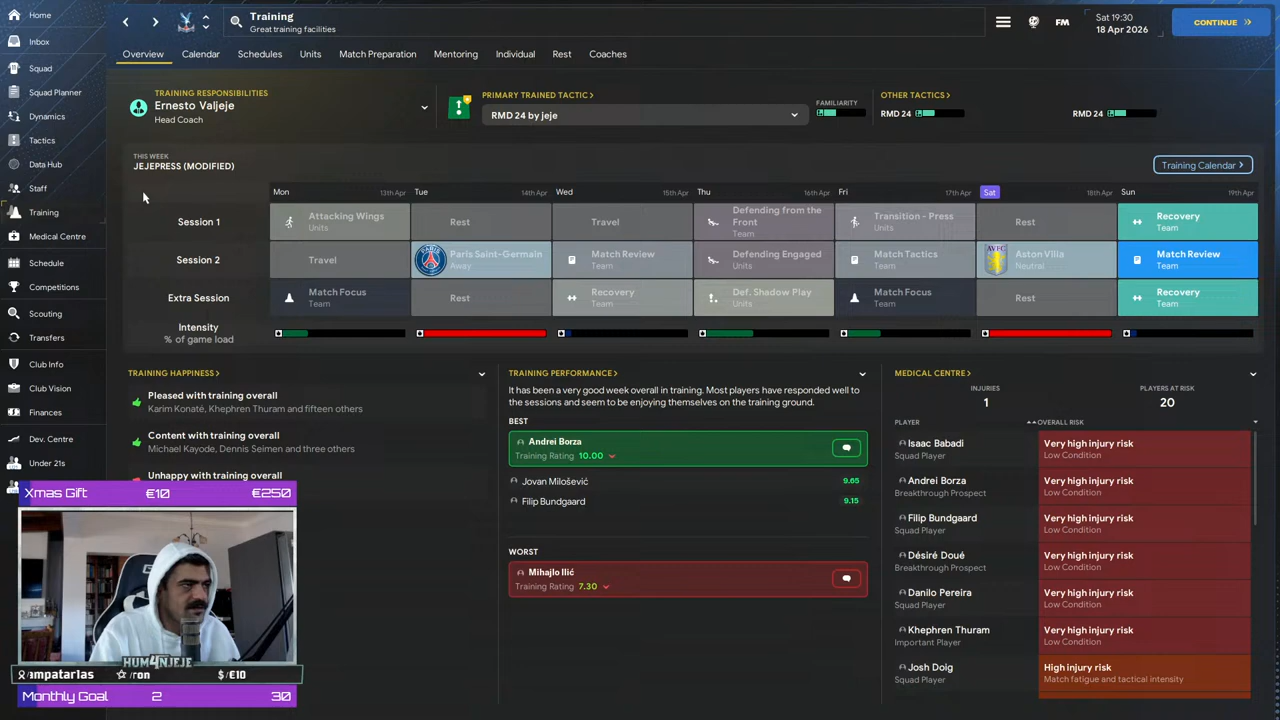 Home
Training
Great training facilities
FM
Sat 19:30
18 Apr 2026
CONTINUE
Inbox
Squad
Squad Planner
Dynamics
Tactics
Data Hub
Staff
Training
Medical Centre
Schedule
Competitions
Scouting
Transfers
Club Info
Club Vision
Finances
Dev. Centre
Under 21s
Overview
Calendar
Schedules
Units
Match Preparation
Mentoring
Individual
Rest
Coaches
TRAINING RESPONSIBILITIES
Ernesto Valjeje
Head Coach
PRIMARY TRAINED TACTIC >
RMD 24 by jeje
FAMILIARITY
OTHER TACTICS >
RMD 24
RMD 24
THIS WEEK
JEJEPRESS (MODIFIED)
Training Calendar >
Mon 13th Apr
Tue 14th Apr
Wed 15th Apr
Thu 16th Apr
Fri 17th Apr
Sat 18th Apr
Sun 19th Apr
Session 1
Attacking Wings
Units
Rest
Travel
Defending from the
Front
Team
Transition - Press
Units
Rest
Recovery
Team
Session 2
Travel
Paris Saint-Germain
Away
Match Review
Team
Defending Engaged
Units
Match Tactics
Team
AVFC
Aston Villa
Neutral
Match Review
Team
Extra Session
Match Focus
Team
Rest
Recovery
Team
Def. Shadow Play
Units
Match Focus
Team
Rest
Recovery
Team
Intensity
% of game load
TRAINING HAPPINESS >
Pleased with training overall
Karim Konaté, Khephren Thuram and fifteen others
Content with training overall
Michael Kayode, Dennis Seimen and three others
Unhappy with training overall
TRAINING PERFORMANCE >
It has been a very good week overall in training. Most players have responded well to
the sessions and seem to be enjoying themselves on the training ground.
BEST
Andrei Borza
Training Rating 10.00
Jovan Milošević 9.65
Filip Bundgaard 9.15
WORST
Mihajlo Ilić
Training Rating 7.30
MEDICAL CENTRE >
INJURIES
1
PLAYERS AT RISK
20
PLAYER
OVERALL RISK
Isaac Babadi
Squad Player
Very high injury risk
Low Condition
Andrei Borza
Breakthrough Prospect
Very high injury risk
Low Condition
Filip Bundgaard
Squad Player
Very high injury risk
Low Condition
Désiré Doué
Breakthrough Prospect
Very high injury risk
Low Condition
Danilo Pereira
Squad Player
Very high injury risk
Low Condition
Khephren Thuram
Important Player
Very high injury risk
Low Condition
Josh Doig
Squad Player
High injury risk
Match fatigue and tactical intensity
Xmas Gift €10 €250
HUM4NJEJE
ampatarlas
/ron
$/€10
Monthly Goal 2 30